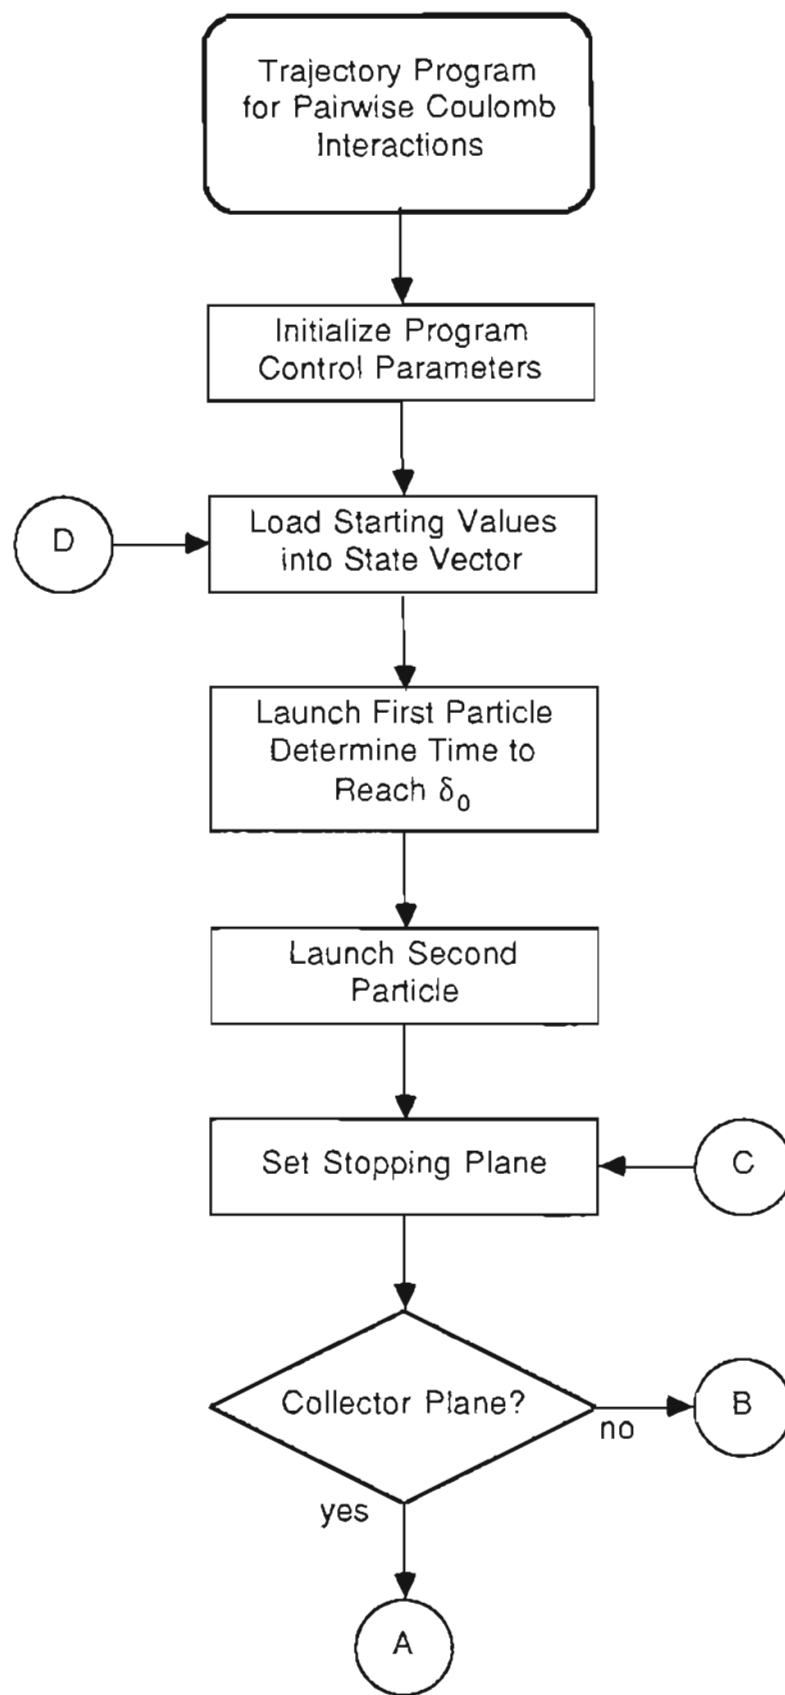 Trajectory Program
for Pairwise Coulomb
Interactions
Initialize Program
Control Parameters
D
Load Starting Values
into State Vector
Launch First Particle
Determine Time to
Reach δ₀
Launch Second
Particle
Set Stopping Plane
C
Collector Plane?
B
no
yes
A